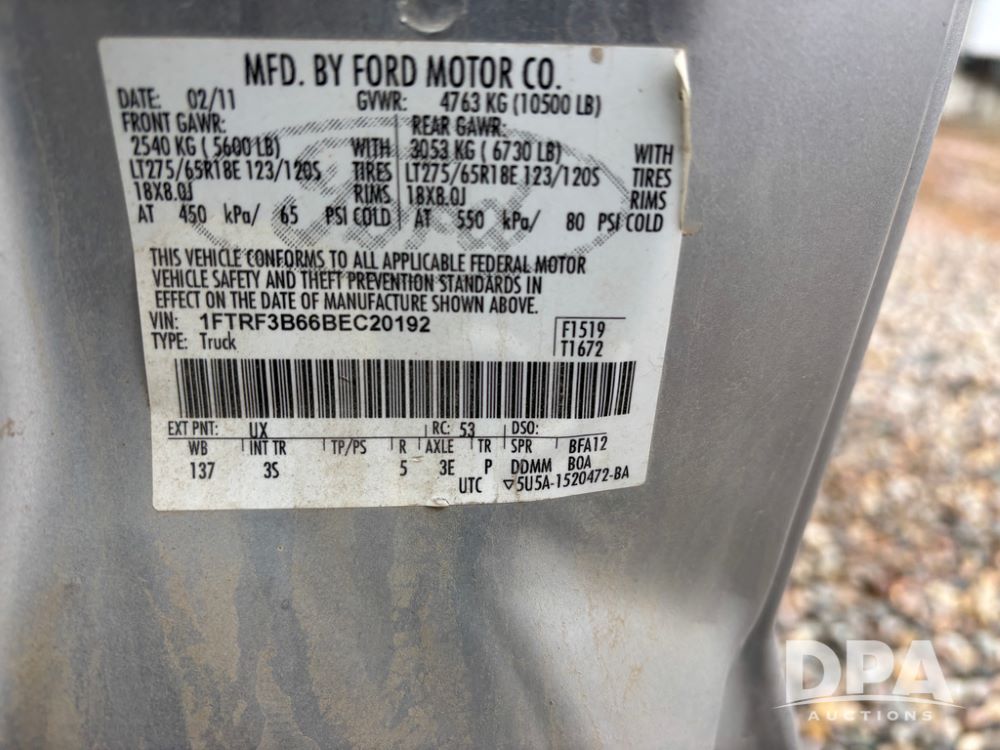 MFD. BY FORD MOTOR CO.
DATE: 02/11 GVWR: 4763 KG (10500 LB)
FRONT GAWR: REAR GAWR:
2540 KG ( 5600 LB) WITH 3053 KG ( 6730 LB) WITH
LT275/65R18E 123/120S TIRES LT275/65R18E 123/120S TIRES
18X8.0J RIMS 18X8.0J RIMS
AT 450 kPa/ 65 PSI COLD AT 550 kPa/ 80 PSI COLD
Ford
THIS VEHICLE CONFORMS TO ALL APPLICABLE FEDERAL MOTOR
VEHICLE SAFETY AND THEFT PREVENTION STANDARDS IN
EFFECT ON THE DATE OF MANUFACTURE SHOWN ABOVE.
VIN: 1FTRF3B66BEC20192 F1519
TYPE: Truck T1672
EXT PNT: UX RC: 53 DSO:
WB INT TR TP/PS R AXLE TR SPR BFA12
137 3S 5 3E P DDMM BOA
UTC ▽5U5A-1520472-BA
DPA
AUCTIONS